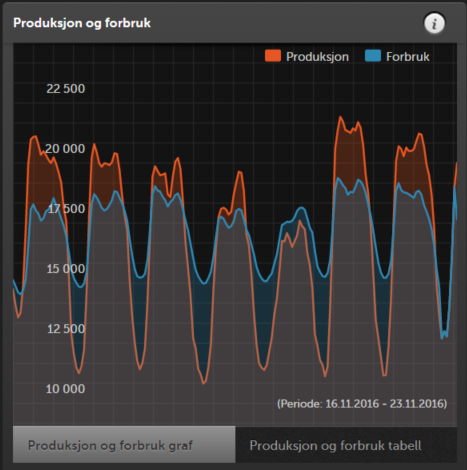 Produksjon og forbruk
i
Produksjon Forbruk
22 500
20 000
17 500
15 000
12 500
10 000
(Periode: 16.11.2016 - 23.11.2016)
Produksjon og forbruk graf Produksjon og forbruk tabell